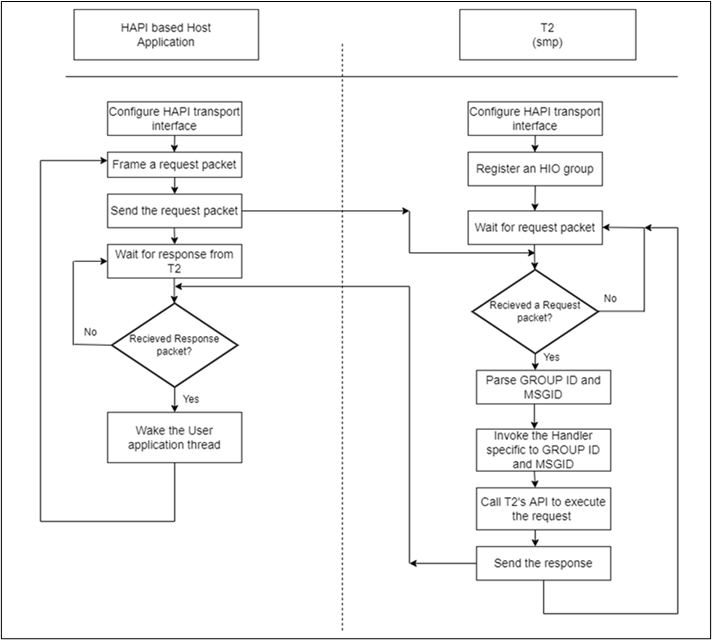 HAPI based Host
Application
T2
(smp)
Configure HAPI transport
interface
Frame a request packet
Send the request packet
Wait for response from
T2
No
Recieved Response
packet?
Yes
Wake the User
application thread
Configure HAPI transport
interface
Register an HIO group
Wait for request packet
Recieved a Request
packet?
No
Yes
Parse GROUP ID and
MSGID
Invoke the Handler
specific to GROUP ID
and MSGID
Call T2's API to execute
the request
Send the response